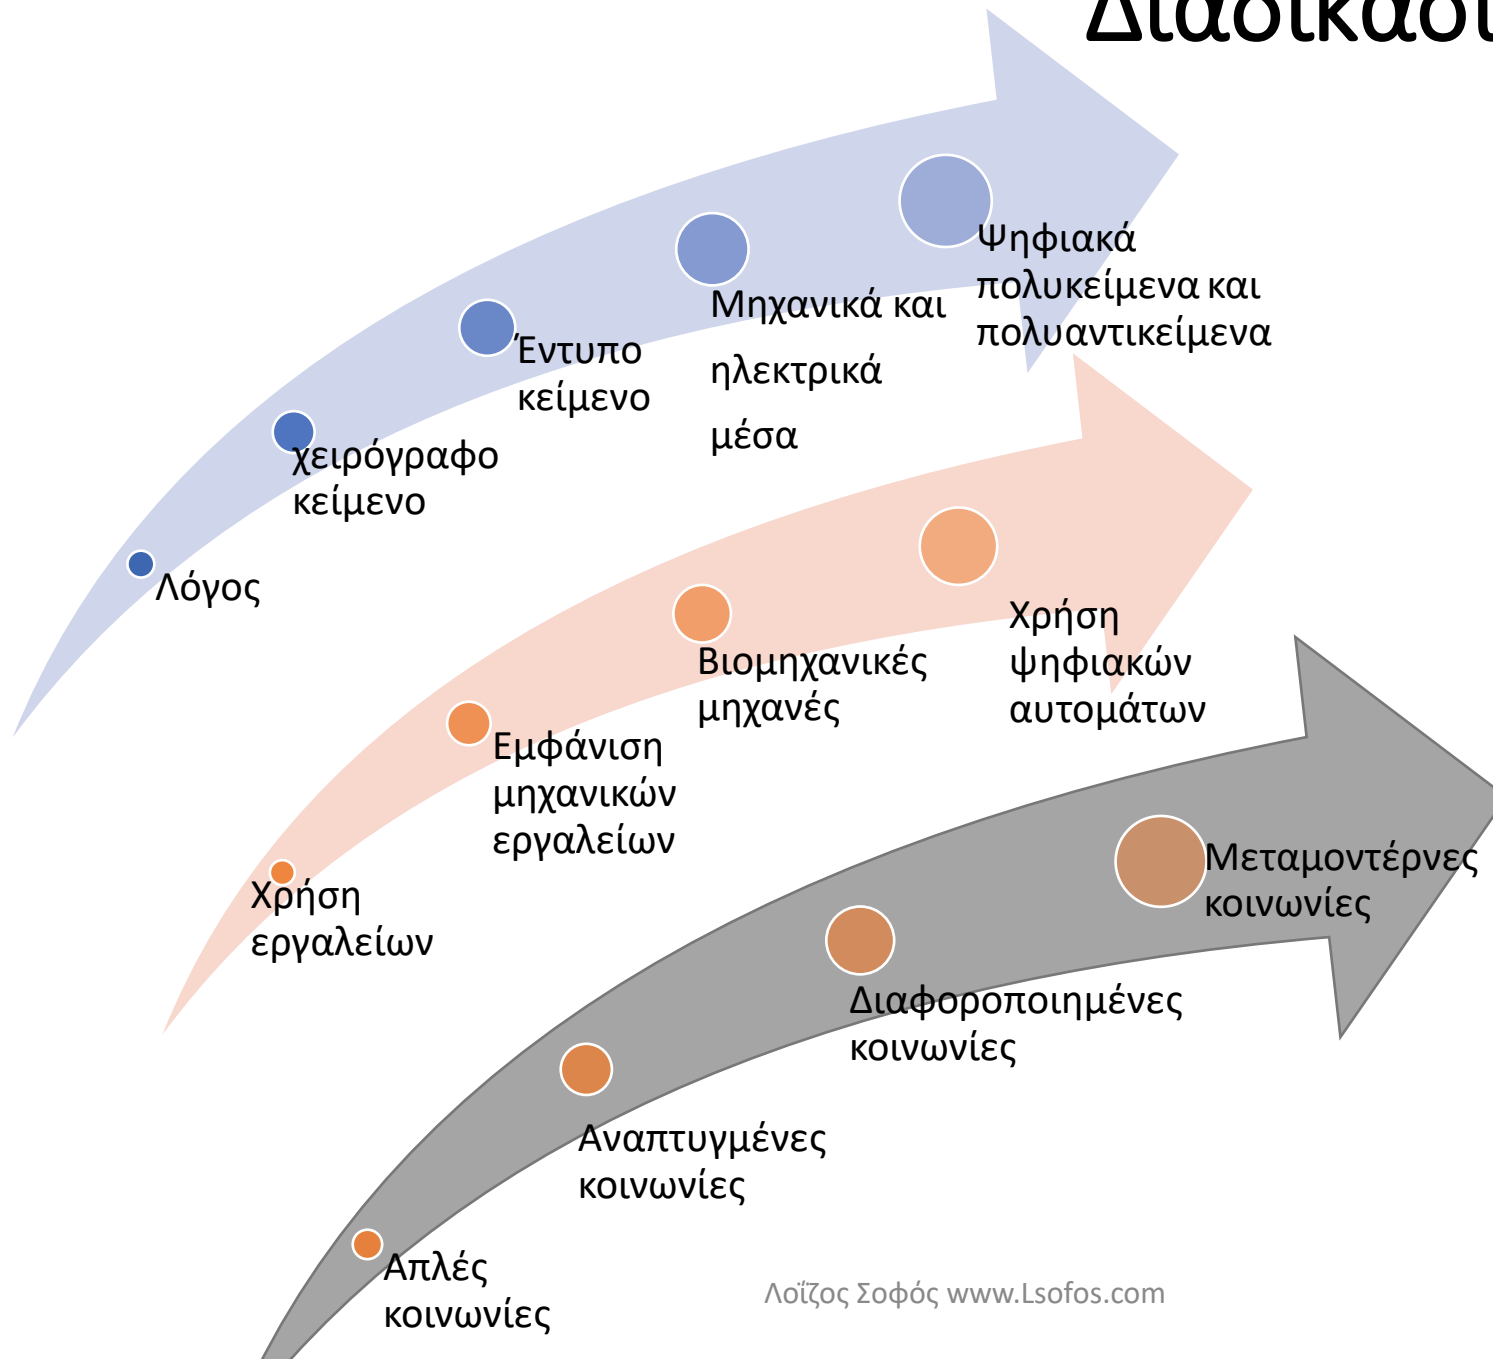 Λόγος
χειρόγραφο
κείμενο
Έντυπο
κείμενο
Μηχανικά και
ηλεκτρικά
μέσα
Ψηφιακά
πολυκείμενα και
πολυαντικείμενα
Χρήση
εργαλείων
Εμφάνιση
μηχανικών
εργαλείων
Βιομηχανικές
μηχανές
Χρήση
ψηφιακών
αυτομάτων
Απλές
κοινωνίες
Αναπτυγμένες
κοινωνίες
Διαφοροποιημένες
κοινωνίες
Μεταμοντέρνες
κοινωνίες
Λοΐζος Σοφός www.Lsofos.com